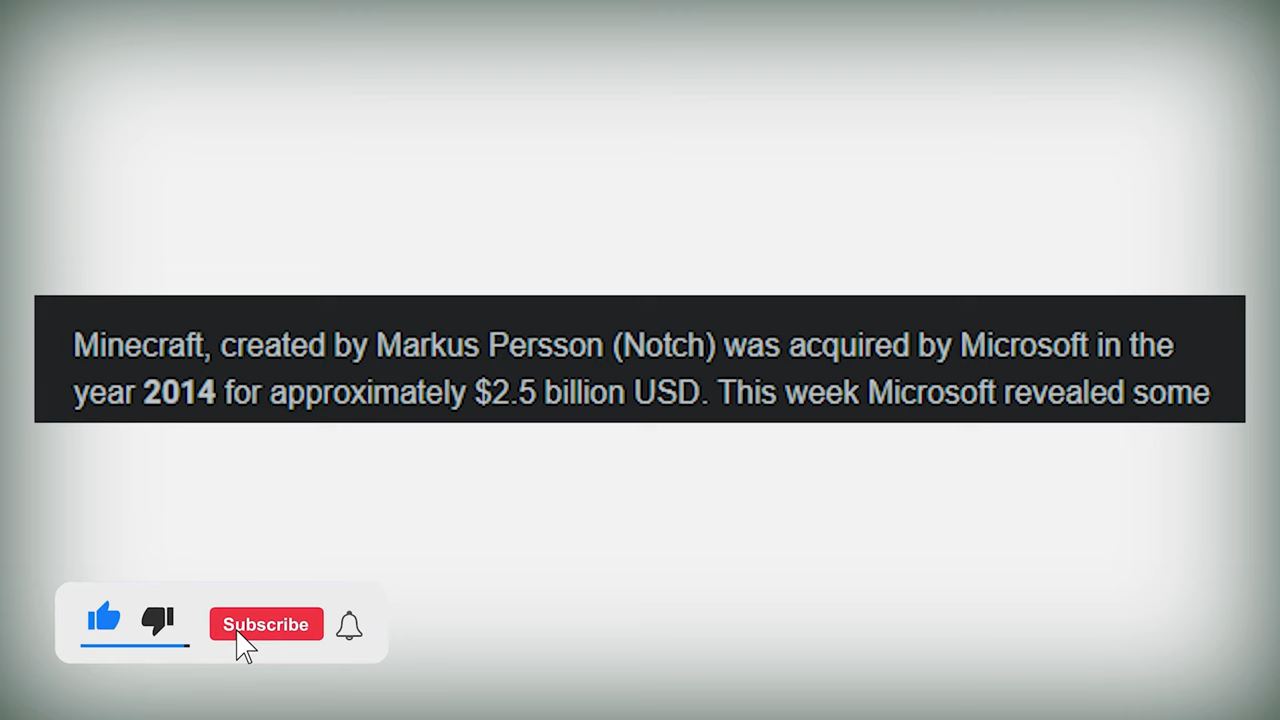 Minecraft, created by Markus Persson (Notch) was acquired by Microsoft in the
year 2014 for approximately $2.5 billion USD. This week Microsoft revealed some
Subscribe